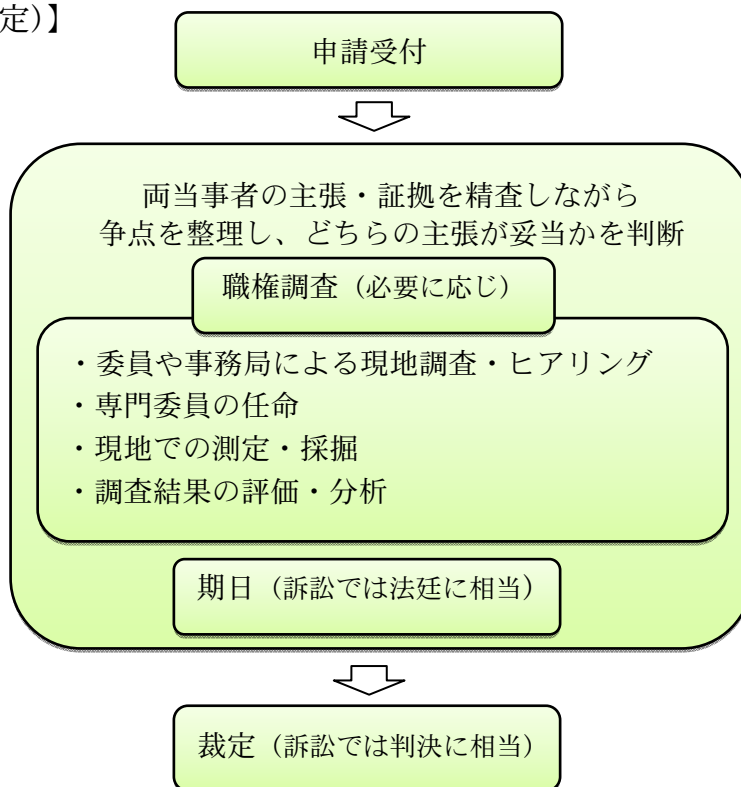 定)】
申請受付
両当事者の主張・証拠を精査しながら
争点を整理し、どちらの主張が妥当かを判断
職権調査（必要に応じ）
・委員や事務局による現地調査・ヒアリング
・専門委員の任命
・現地での測定・採掘
・調査結果の評価・分析
期日（訴訟では法廷に相当）
裁定（訴訟では判決に相当）